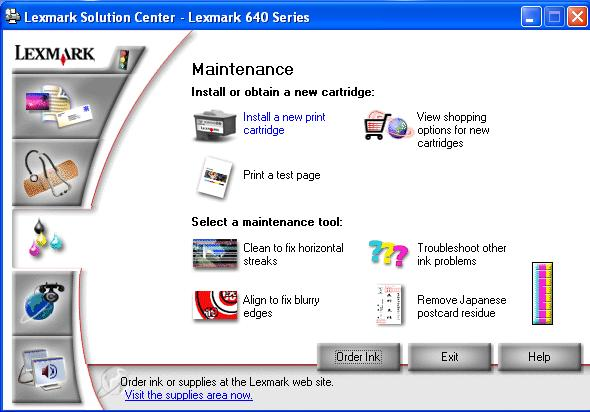 Lexmark Solution Center - Lexmark 640 Series
LEXMARK
Maintenance
Install or obtain a new cartridge:
Install a new print
cartridge
View shopping
options for new
cartridges
Print a test page
Select a maintenance tool:
Clean to fix horizontal
streaks
Troubleshoot other
ink problems
Align to fix blurry
edges
Remove Japanese
postcard residue
Order Ink
Exit
Help
Order ink or supplies at the Lexmark web site.
Visit the supplies area now.